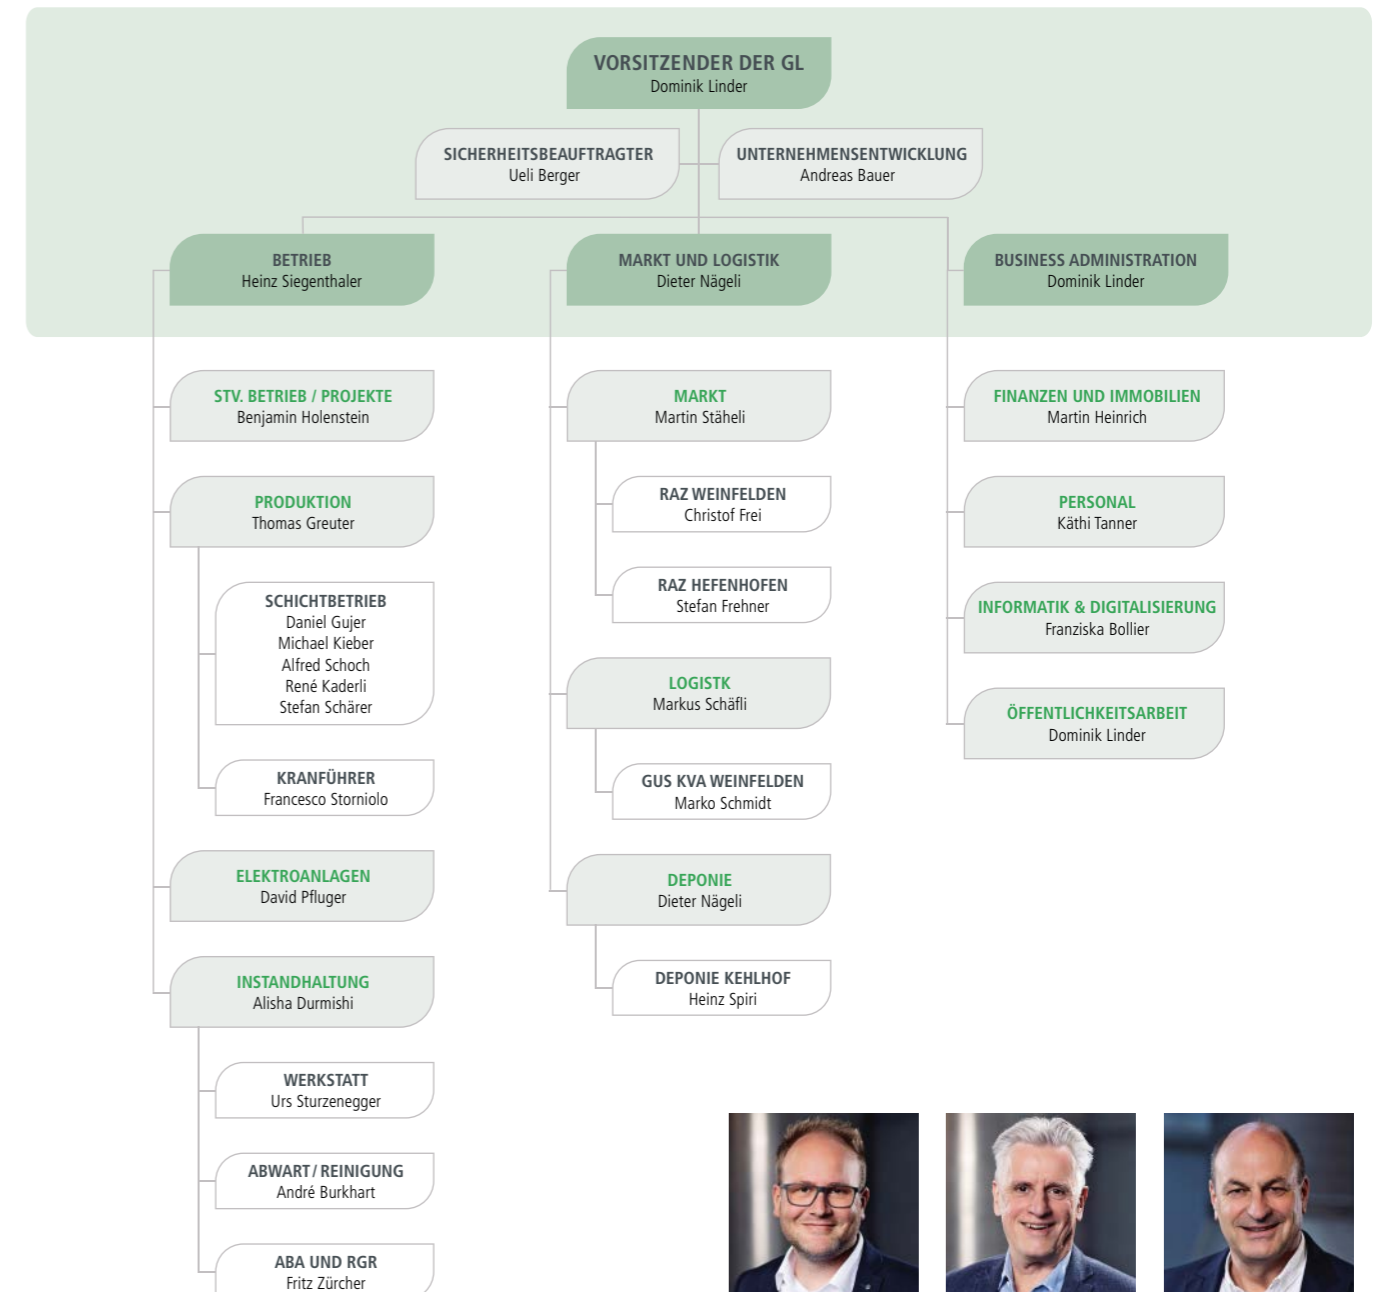 VORSITZENDER DER GL
Dominik Linder
SICHERHEITSBEAUFTRAGTER
Ueli Berger
UNTERNEHMENSENTWICKLUNG
Andreas Bauer
BETRIEB
Heinz Siegenthaler
MARKT UND LOGISTIK
Dieter Nägeli
BUSINESS ADMINISTRATION
Dominik Linder
STV. BETRIEB / PROJEKTE
Benjamin Holenstein
PRODUKTION
Thomas Greuter
SCHICHTBETRIEB
Daniel Gujer
Michael Kieber
Alfred Schoch
René Kaderli
Stefan Schärer
KRANFÜHRER
Francesco Storniolo
ELEKTROANLAGEN
David Pfluger
INSTANDHALTUNG
Alisha Durmishi
WERKSTATT
Urs Sturzenegger
ABWART / REINIGUNG
André Burkhart
ABA UND RGR
Fritz Zürcher
MARKT
Martin Stäheli
RAZ WEINFELDEN
Christof Frei
RAZ HEFENHOFEN
Stefan Frehner
LOGISTK
Markus Schäfli
GUS KVA WEINFELDEN
Marko Schmidt
DEPONIE
Dieter Nägeli
DEPONIE KEHLHOF
Heinz Spiri
FINANZEN UND IMMOBILIEN
Martin Heinrich
PERSONAL
Käthi Tanner
INFORMATIK & DIGITALISIERUNG
Franziska Bollier
ÖFFENTLICHKEITSARBEIT
Dominik Linder